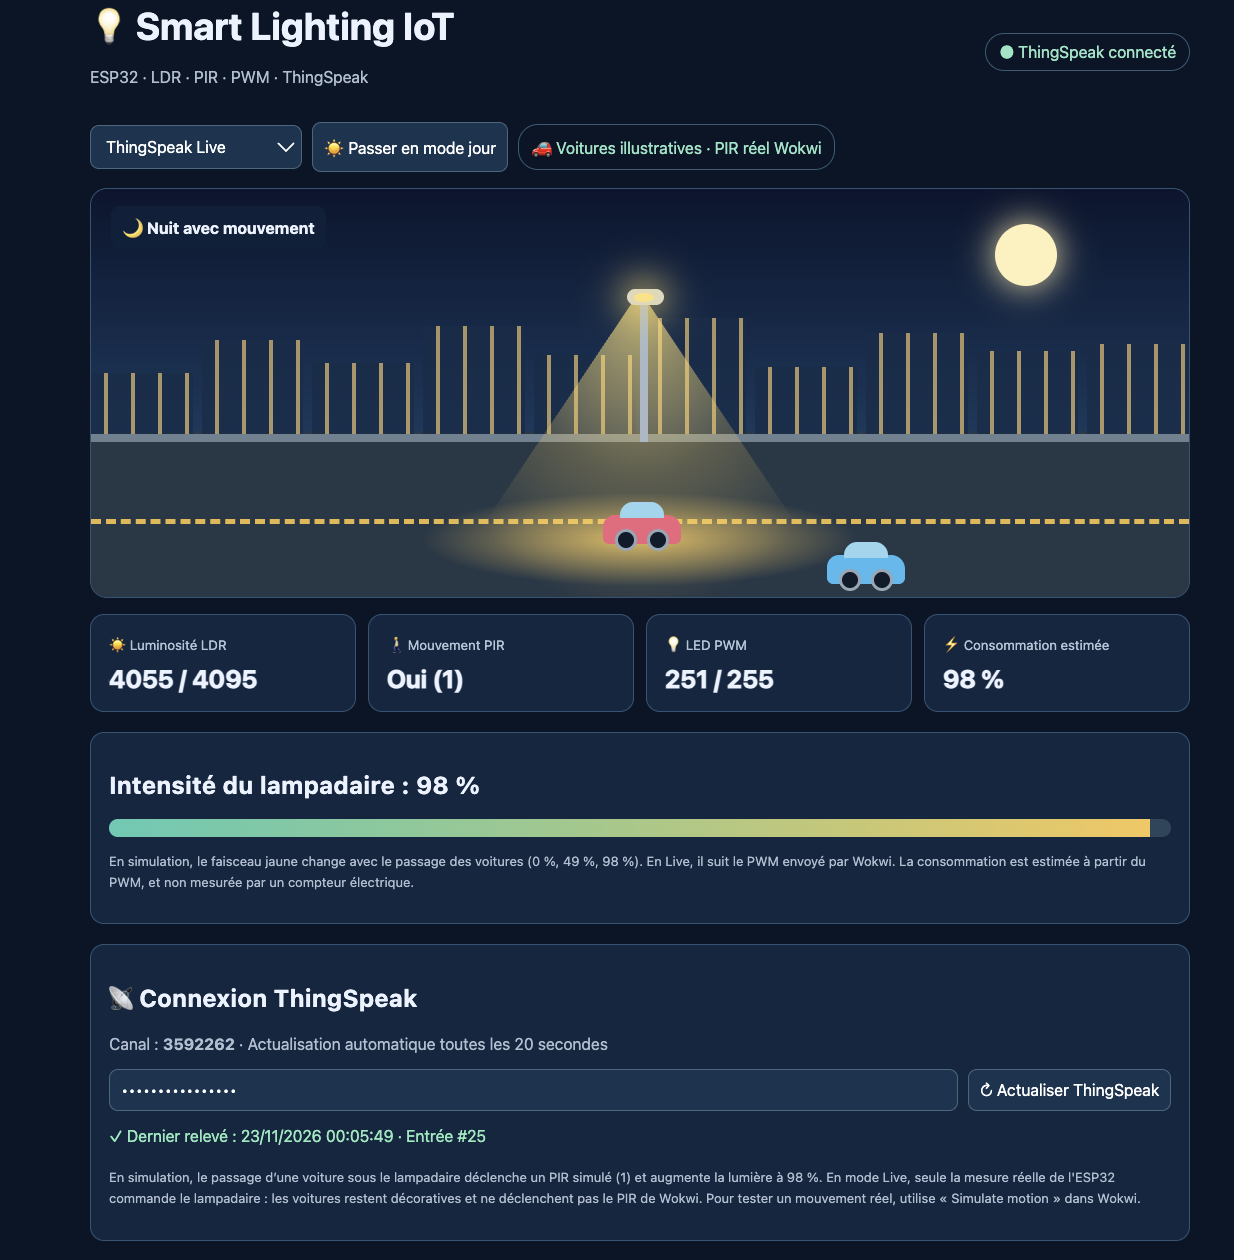 Smart Lighting IoT
ESP32 · LDR · PIR · PWM · ThingSpeak
ThingSpeak connecté
ThingSpeak Live
Passer en mode jour
Voitures illustratives · PIR réel Wokwi
Nuit avec mouvement
Luminosité LDR
4055 / 4095
Mouvement PIR
Oui (1)
LED PWM
251 / 255
Consommation estimée
98 %
Intensité du lampadaire : 98 %
En simulation, le faisceau jaune change avec le passage des voitures (0 %, 49 %, 98 %). En Live, il suit le PWM envoyé par Wokwi. La consommation est estimée à partir du
PWM, et non mesurée par un compteur électrique.
Connexion ThingSpeak
Canal : 3592262 · Actualisation automatique toutes les 20 secondes
•••••••••••••••
↻ Actualiser ThingSpeak
✓ Dernier relevé : 23/11/2026 00:05:49 · Entrée #25
En simulation, le passage d’une voiture sous le lampadaire déclenche un PIR simulé (1) et augmente la lumière à 98 %. En mode Live, seule la mesure réelle de l'ESP32
commande le lampadaire : les voitures restent décoratives et ne déclenchent pas le PIR de Wokwi. Pour tester un mouvement réel, utilise « Simulate motion » dans Wokwi.